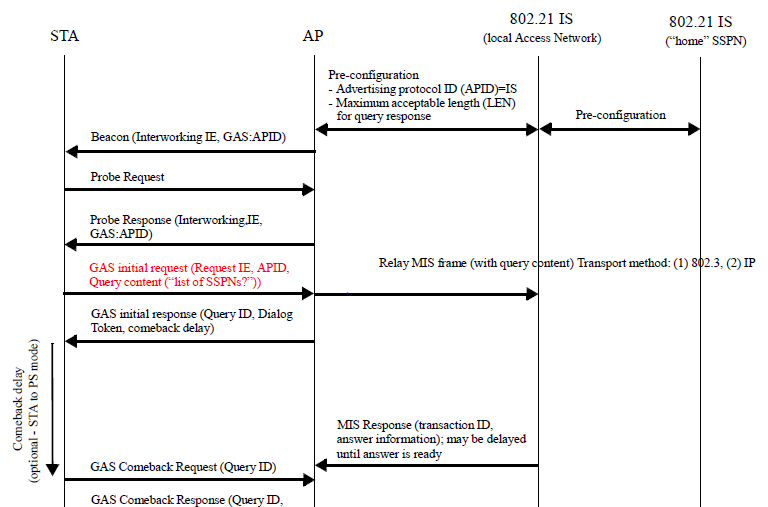 STA
AP
802.21 IS
(local Access Network)
802.21 IS
("home" SSPN)
Pre-configuration
- Advertising protocol ID (APID)=IS
- Maximum acceptable length (LEN)
for query response
Pre-configuration
Beacon (Interworking IE, GAS:APID)
Probe Request
Probe Response (Interworking,IE,
GAS:APID)
GAS initial request (Request IE, APID,
Query content ("list of SSPNs?"))
Relay MIS frame (with query content) Transport method: (1) 802.3, (2) IP
GAS initial response (Query ID, Dialog
Token, comeback delay)
Comeback delay
(optional - STA to PS mode)
MIS Response (transaction ID,
answer information); may be delayed
until answer is ready
GAS Comeback Request (Query ID)
GAS Comeback Response (Query ID,